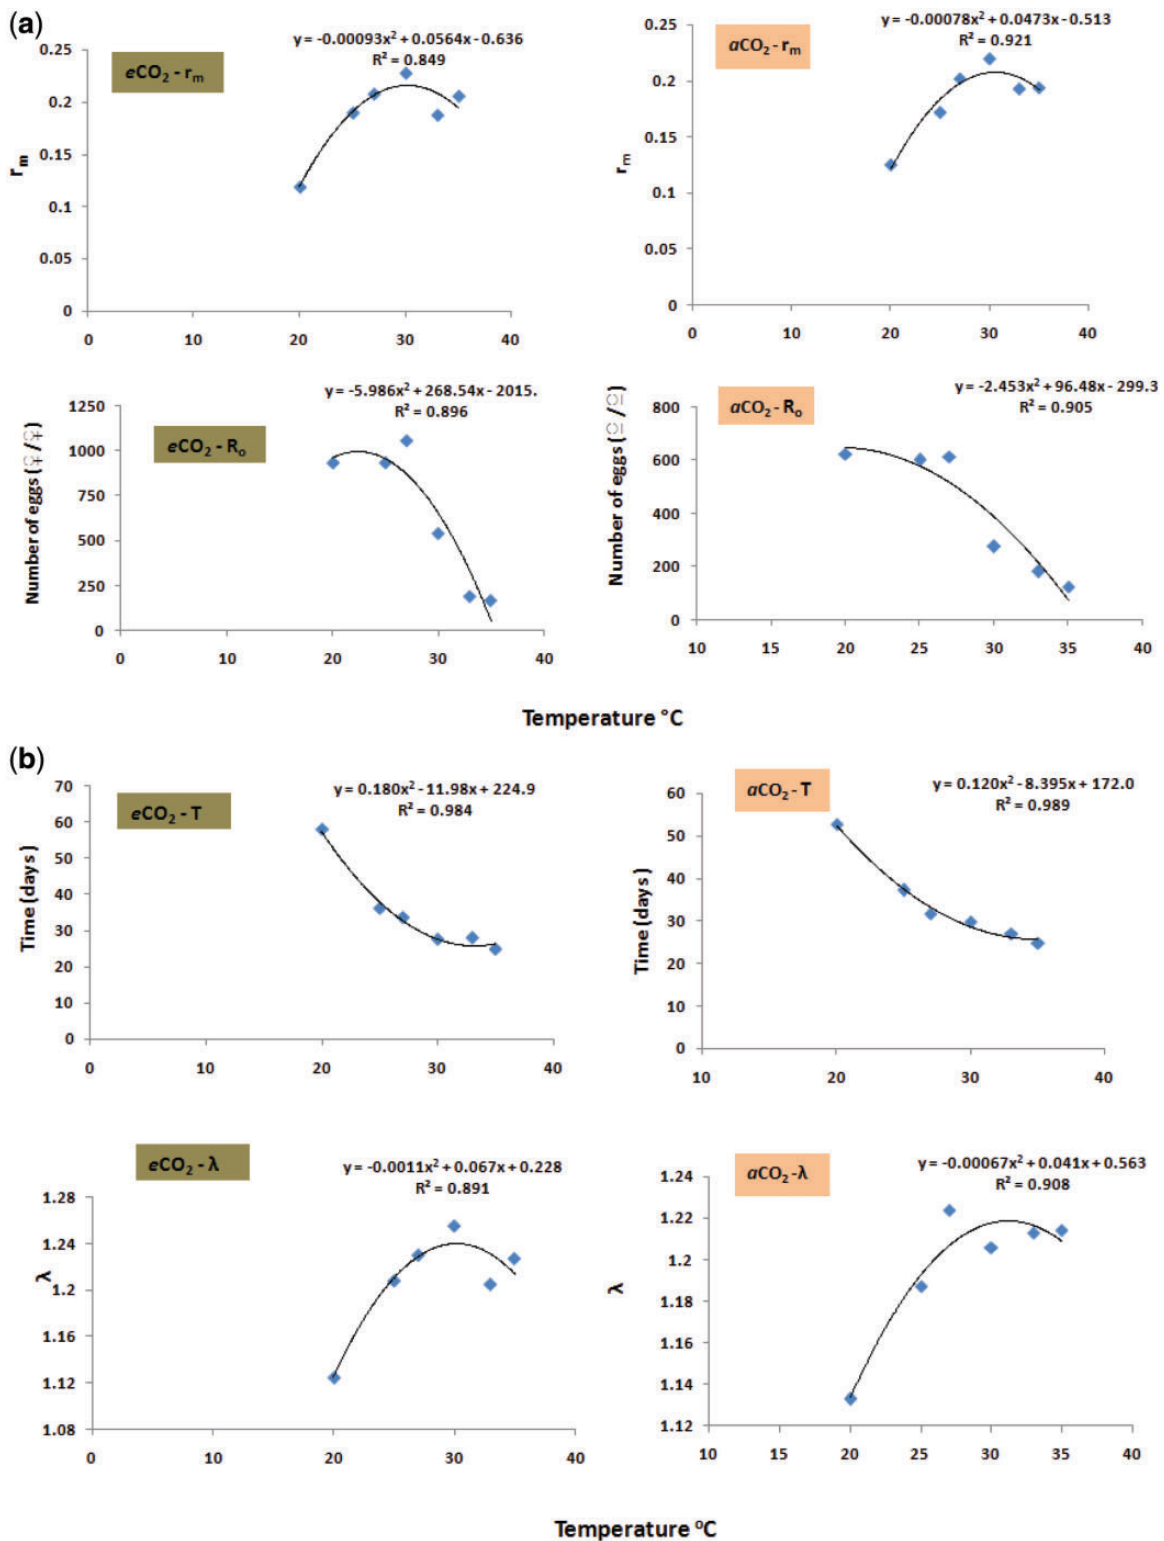 (a)
eCO₂ - rₘ
y = -0.00093x² + 0.0564x - 0.636
R² = 0.849
rₘ
0.25
0.2
0.15
0.1
0.05
0
0 10 20 30 40
aCO₂ - rₘ
y = -0.00078x² + 0.0473x - 0.513
R² = 0.921
rₘ
0.25
0.2
0.15
0.1
0.05
0
0 10 20 30 40
eCO₂ - Rₒ
y = -5.986x² + 268.54x - 2015.
R² = 0.896
Number of eggs (♀/♀)
1250
1000
750
500
250
0
0 10 20 30 40
aCO₂ - Rₒ
y = -2.453x² + 96.48x - 299.3
R² = 0.905
Number of eggs (♀/♀)
800
600
400
200
0
10 15 20 25 30 35 40
Temperature °C
(b)
eCO₂ - T
y = 0.180x² - 11.98x + 224.9
R² = 0.984
Time (days)
70
60
50
40
30
20
10
0
0 10 20 30 40
aCO₂ - T
y = 0.120x² - 8.395x + 172.0
R² = 0.989
Time (days)
60
50
40
30
20
10
0
10 20 30 40
eCO₂ - λ
y = -0.0011x² + 0.067x + 0.228
R² = 0.891
λ
1.28
1.24
1.2
1.16
1.12
1.08
0 10 20 30 40
aCO₂ -λ
y = -0.00067x² + 0.041x + 0.563
R² = 0.908
λ
1.24
1.22
1.2
1.18
1.16
1.14
1.12
10 15 20 25 30 35 40
Temperature ºC